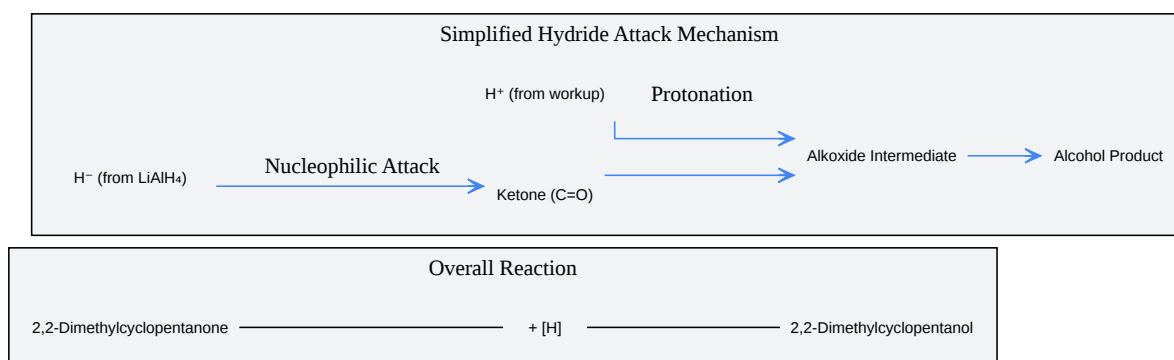 Simplified Hydride Attack Mechanism
H⁺ (from workup)
Protonation
Nucleophilic Attack
Alkoxide Intermediate
Alcohol Product
H⁻ (from LiAlH₄)
Ketone (C=O)
Overall Reaction
2,2-Dimethylcyclopentanone
+ [H]
2,2-Dimethylcyclopentanol